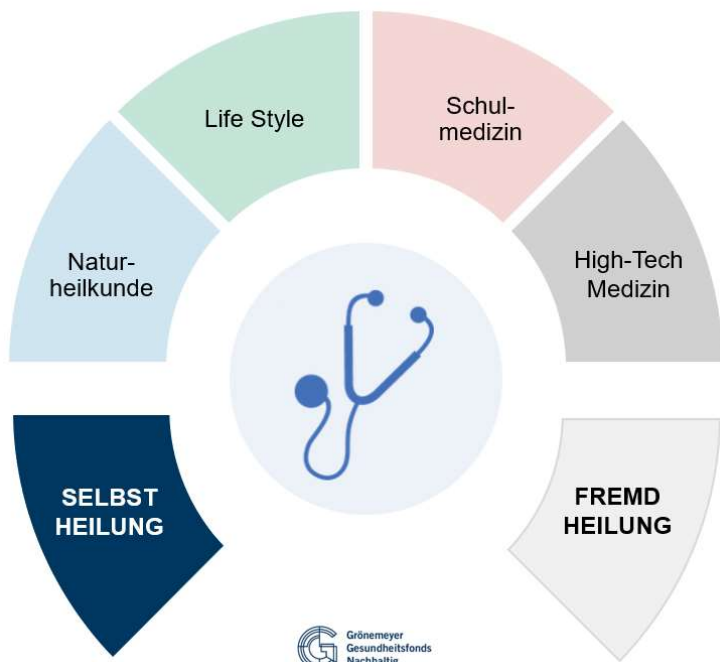 Life Style
Schul-
medizin
Natur-
heilkunde
High-Tech
Medizin
SELBST
HEILUNG
FREMD
HEILUNG
Grönemeyer
Gesundheitsfonds
Nachhaltig